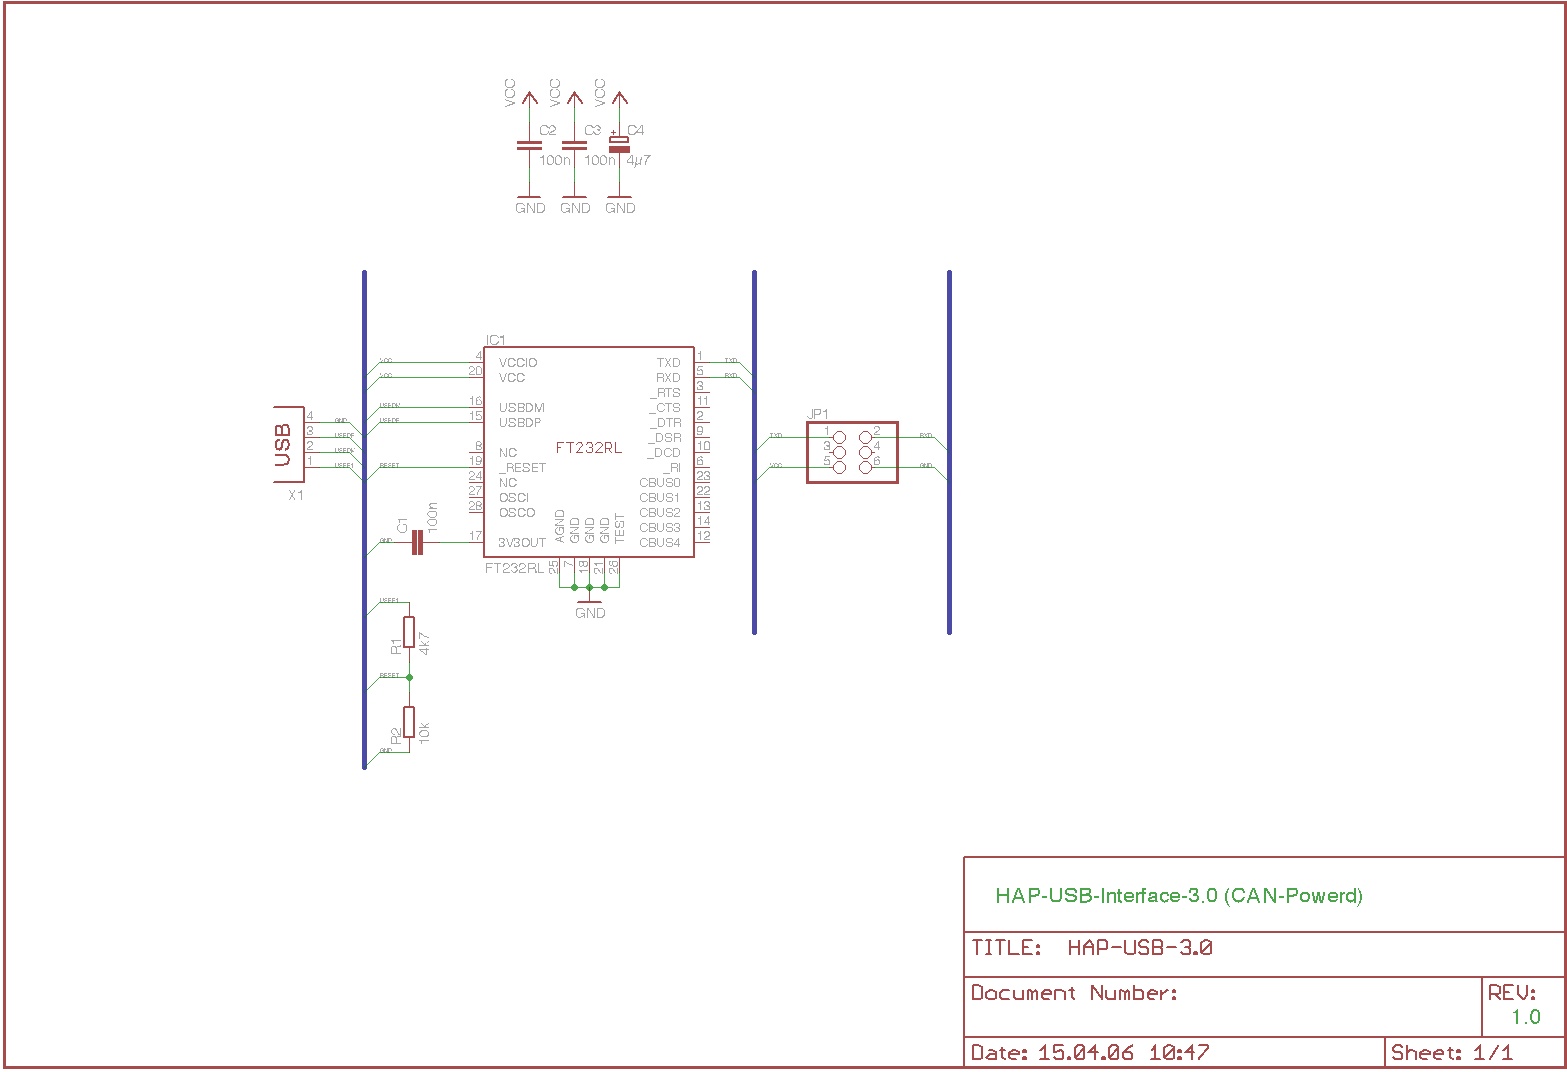 VCC VCC VCC
C2 C3 C4
+
100n 100n 4µ7
GND GND GND
IC1
4 VCCIO
20 VCC
16 USBDM
15 USBDP
8 NC
19 _RESET
24 NC
27 OSCI
28 OSCO
17 3V3OUT
FT232RL
TXD 1
RXD 5
_RTS 3
_CTS 11
_DTR 2
_DSR 9
_DCD 10
_RI 6
CBUS0 23
CBUS1 22
CBUS2 13
CBUS3 14
CBUS4 12
AGND GND GND GND TEST
25 7 18 21 26
FT232RL
GND
VCC
VCC
USBDM
USBDP
RESET
GND
USB
4 GND
3 USBDP
2 USBDM
1
X1
C1 100n
R1 4k7
RESET
R2 10k
GND
TXD
RXD
JP1
TXD 1 2 RXD
3 4
VCC 5 6 GND
HAP-USB-Interface-3.0 (CAN-Powerd)
TITLE: HAP-USB-3.0
Document Number:
REV:
1.0
Date: 15.04.06 10:47
Sheet: 1/1